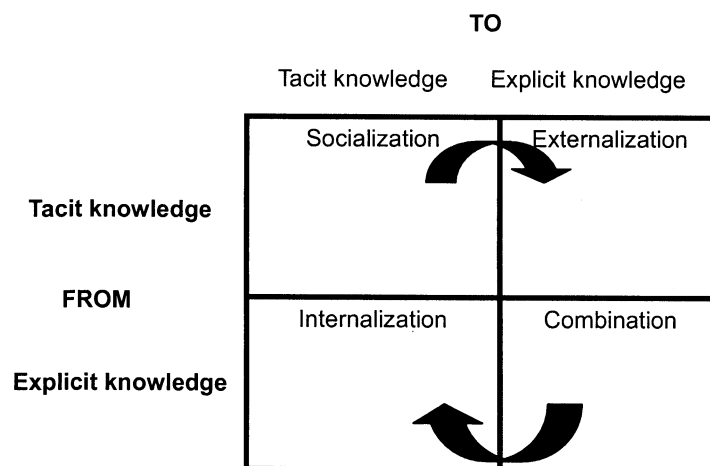 TO
Tacit knowledge Explicit knowledge
Socialization Externalization
Tacit knowledge
FROM
Internalization Combination
Explicit knowledge